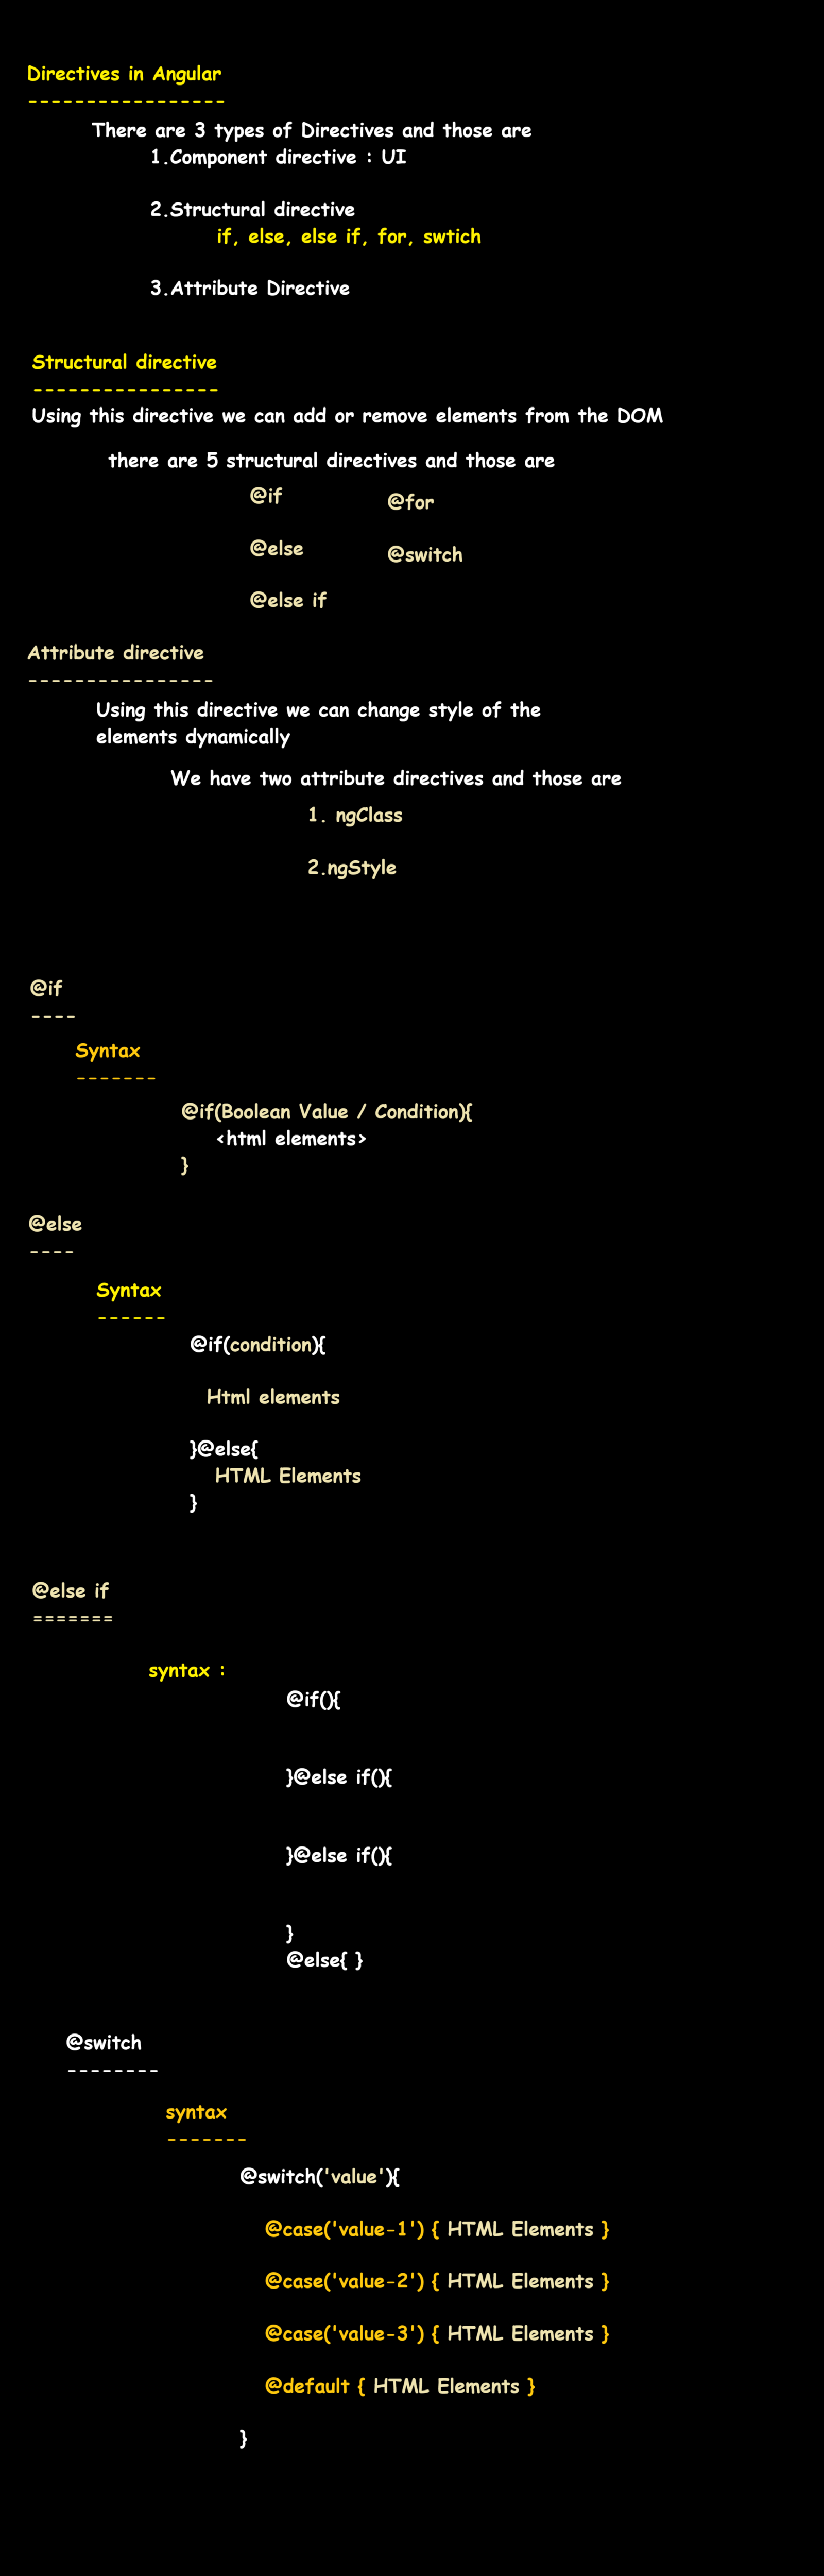 Directives in Angular
-----------------
There are 3 types of Directives and those are
1.Component directive : UI
2.Structural directive
if, else, else if, for, swtich
3.Attribute Directive
Structural directive
----------------
Using this directive we can add or remove elements from the DOM
there are 5 structural directives and those are
@if
@for
@else
@switch
@else if
Attribute directive
----------------
Using this directive we can change style of the
elements dynamically
We have two attribute directives and those are
1. ngClass
2.ngStyle
@if
----
Syntax
-------
@if(Boolean Value / Condition){
<html elements>
}
@else
----
Syntax
------
@if(condition){
Html elements
}@else{
HTML Elements
}
@else if
=======
syntax :
@if(){
}@else if(){
}@else if(){
}
@else{ }
@switch
--------
syntax
-------
@switch('value'){
@case('value-1') { HTML Elements }
@case('value-2') { HTML Elements }
@case('value-3') { HTML Elements }
@default { HTML Elements }
}